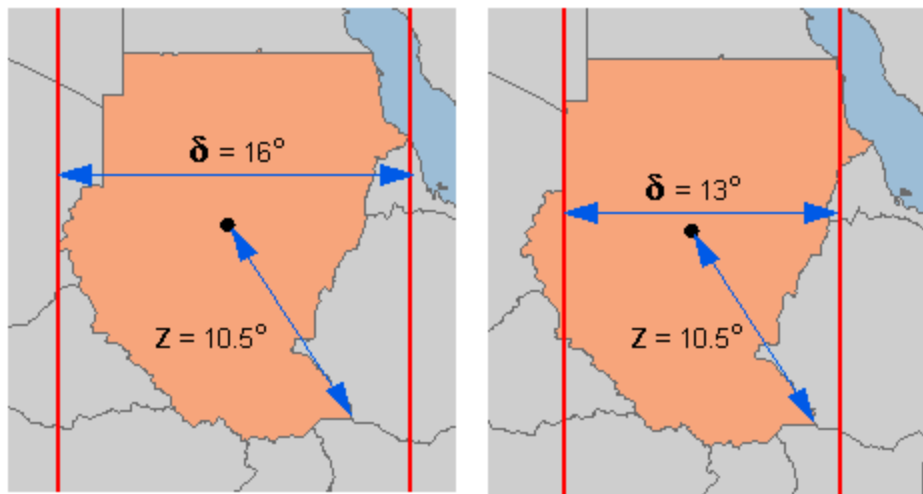 δ = 16°
Z = 10.5°
δ = 13°
Z = 10.5°